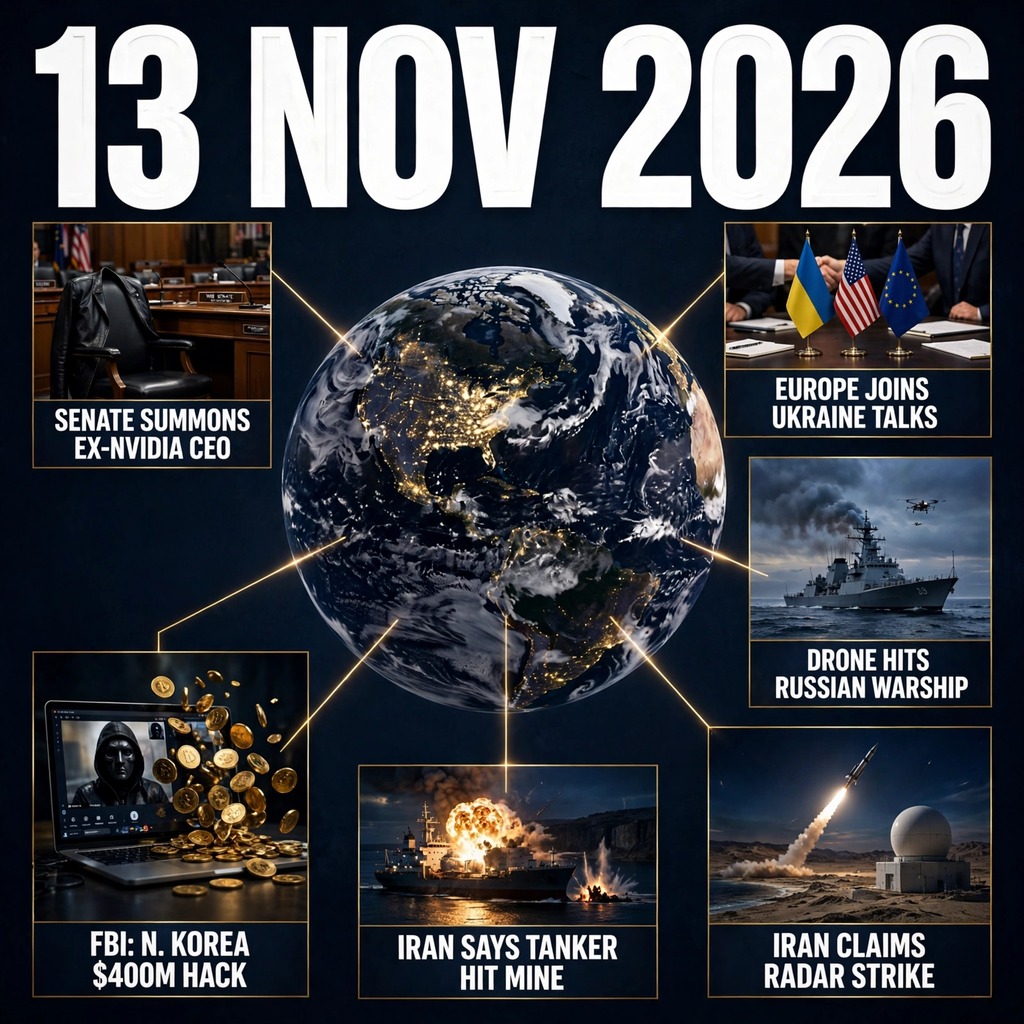 13 NOV 2026
SENATE SUMMONS
EX-NVIDIA CEO
EUROPE JOINS
UKRAINE TALKS
DRONE HITS
RUSSIAN WARSHIP
FBI: N. KOREA
$400M HACK
IRAN SAYS TANKER
HIT MINE
IRAN CLAIMS
RADAR STRIKE